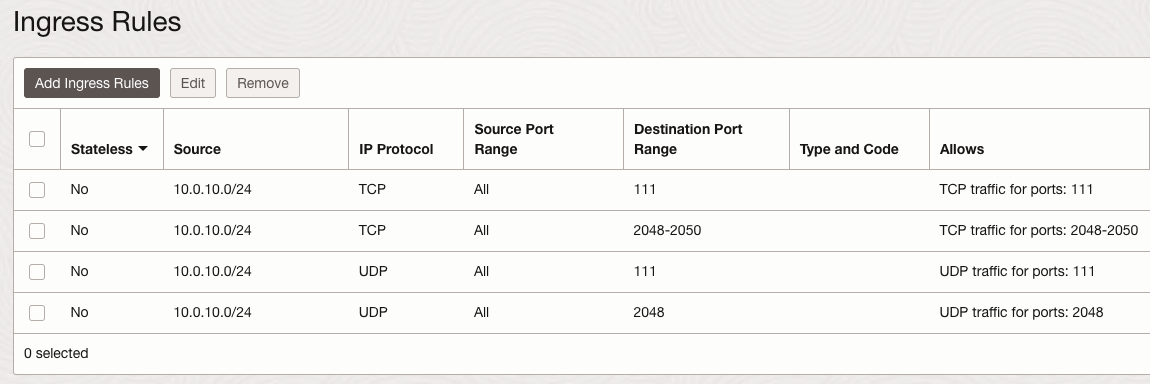 Ingress Rules
Add Ingress Rules Edit Remove
Stateless Source IP Protocol Source Port Range Destination Port Range Type and Code Allows
No 10.0.10.0/24 TCP All 111 TCP traffic for ports: 111
No 10.0.10.0/24 TCP All 2048-2050 TCP traffic for ports: 2048-2050
No 10.0.10.0/24 UDP All 111 UDP traffic for ports: 111
No 10.0.10.0/24 UDP All 2048 UDP traffic for ports: 2048
0 selected